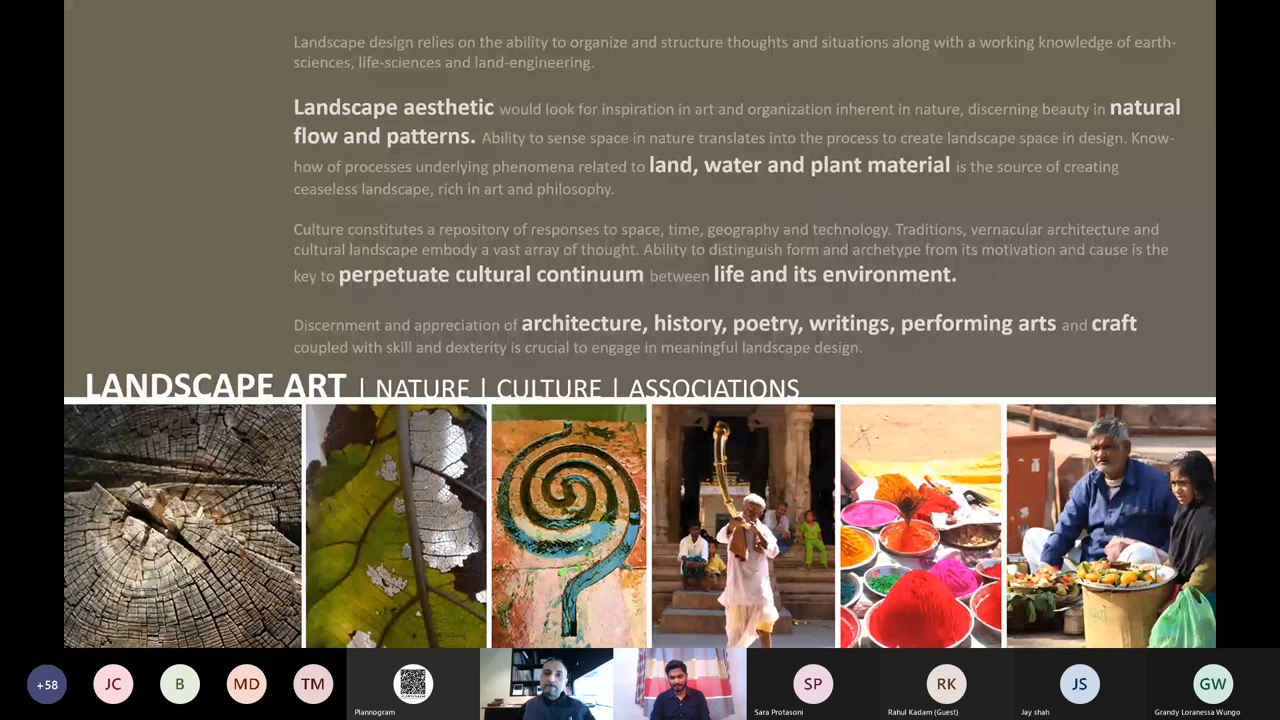 Landscape design relies on the ability to organize and structure thoughts and situations along with a working knowledge of earth-
sciences, life-sciences and land-engineering.
Landscape aesthetic would look for inspiration in art and organization inherent in nature, discerning beauty in natural
flow and patterns. Ability to sense space in nature translates into the process to create landscape space in design. Know-
how of processes underlying phenomena related to land, water and plant material is the source of creating
ceaseless landscape, rich in art and philosophy.
Culture constitutes a repository of responses to space, time, geography and technology. Traditions, vernacular architecture and
cultural landscape embody a vast array of thought. Ability to distinguish form and archetype from its motivation and cause is the
key to perpetuate cultural continuum between life and its environment.
Discernment and appreciation of architecture, history, poetry, writings, performing arts and craft
coupled with skill and dexterity is crucial to engage in meaningful landscape design.
LANDSCAPE ART | NATURE | CULTURE | ASSOCIATIONS
+58 JC B MD TM SP RK JS GW
Plannogram Sara Protasoni Rahul Kadam (Guest) Jay shah Grandy Loranessa Wungo